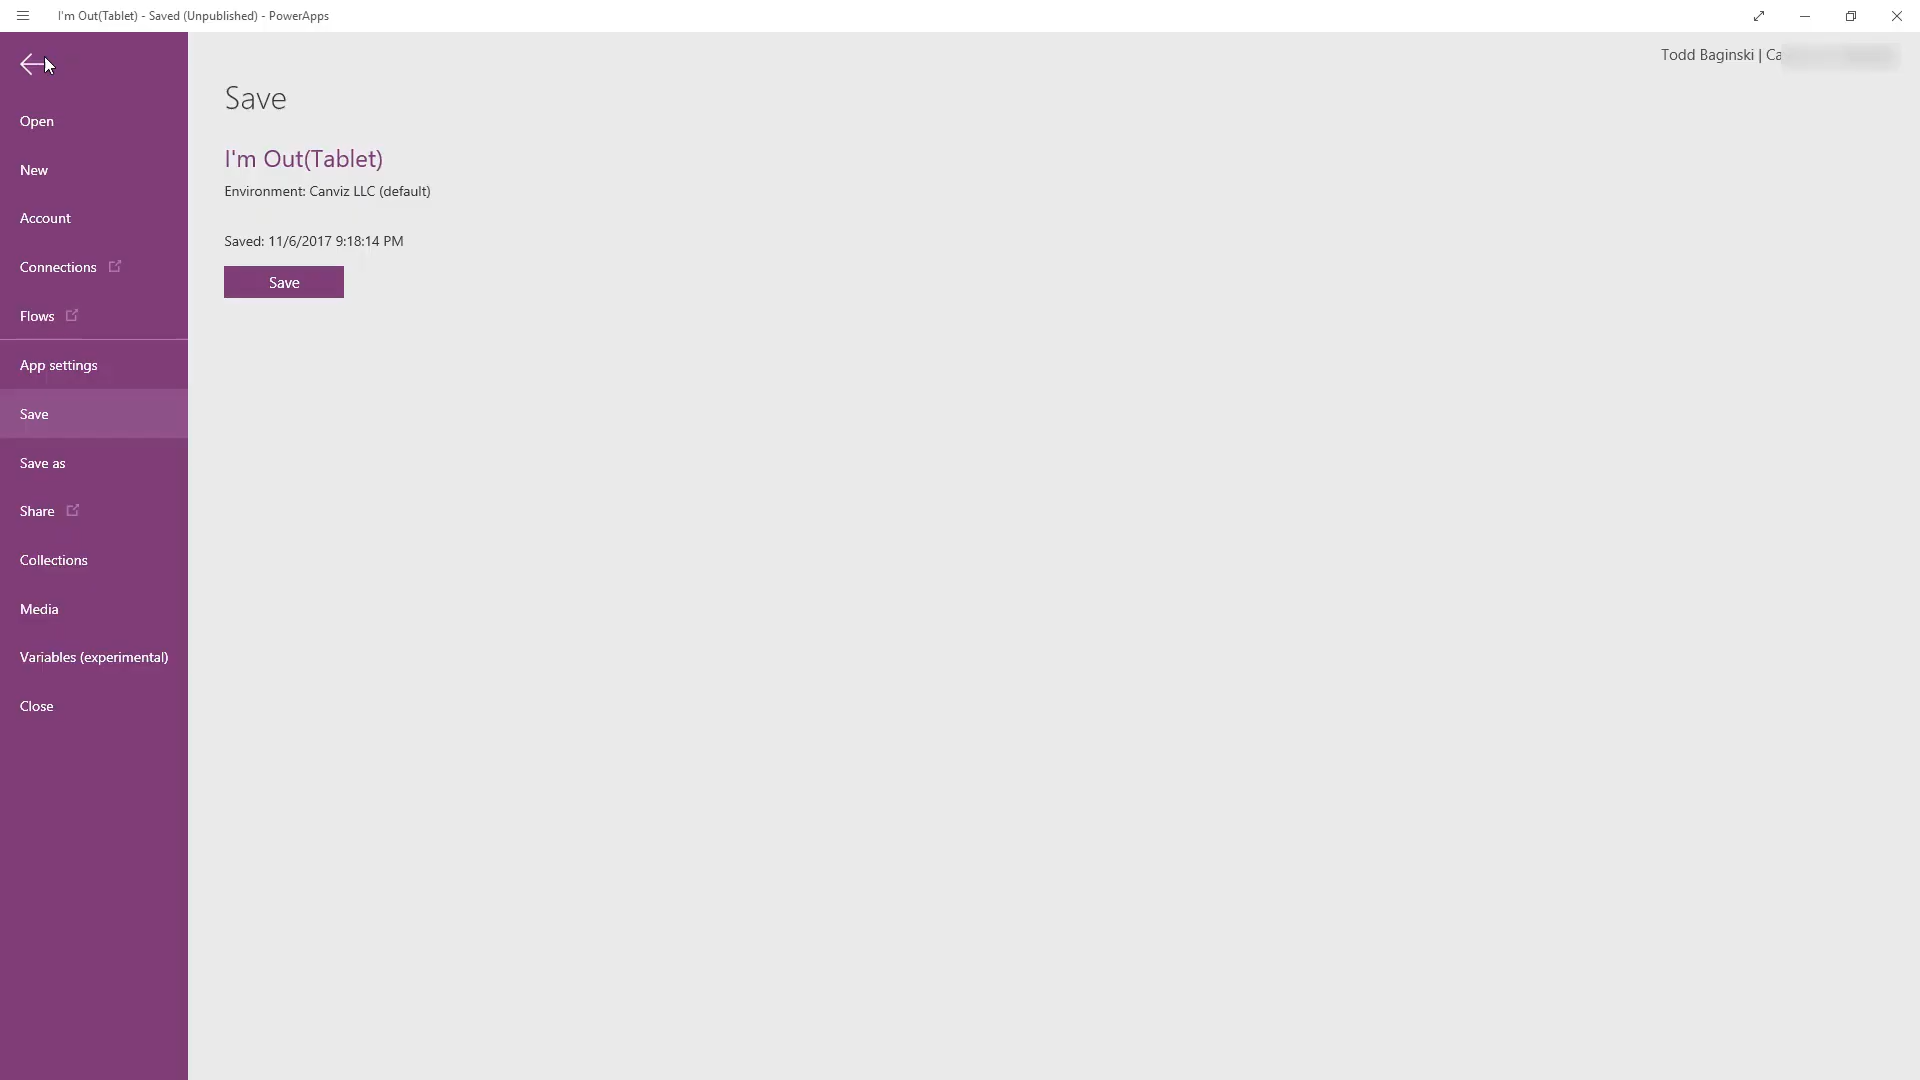 I'm Out(Tablet) - Saved (Unpublished) - PowerApps
Todd Baginski |
Save
I'm Out(Tablet)
Environment: Canviz LLC (default)
Saved: 11/6/2017 9:18:14 PM
Save
Open
New
Account
Connections
Flows
App settings
Save
Save as
Share
Collections
Media
Variables (experimental)
Close